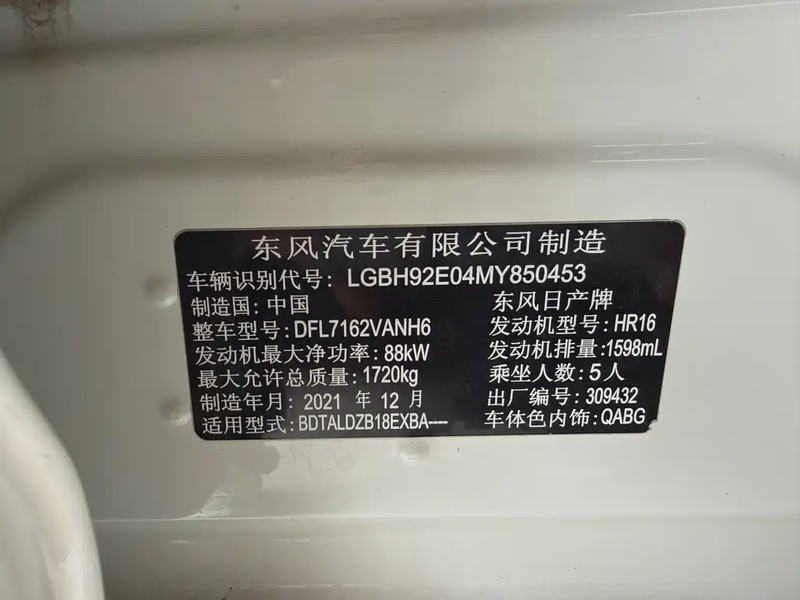 东风汽车有限公司制造
车辆识别代号: LGBH92E04MY850453
制造国: 中国 东风日产牌
整车型号: DFL7162VANH6 发动机型号: HR16
发动机最大净功率: 88kW 发动机排量: 1598mL
最大允许总质量: 1720kg 乘坐人数: 5人
制造年月: 2021 年 12 月 出厂编号: 309432
适用型式: BDTALDZB18EXBA---- 车体色内饰: QABG